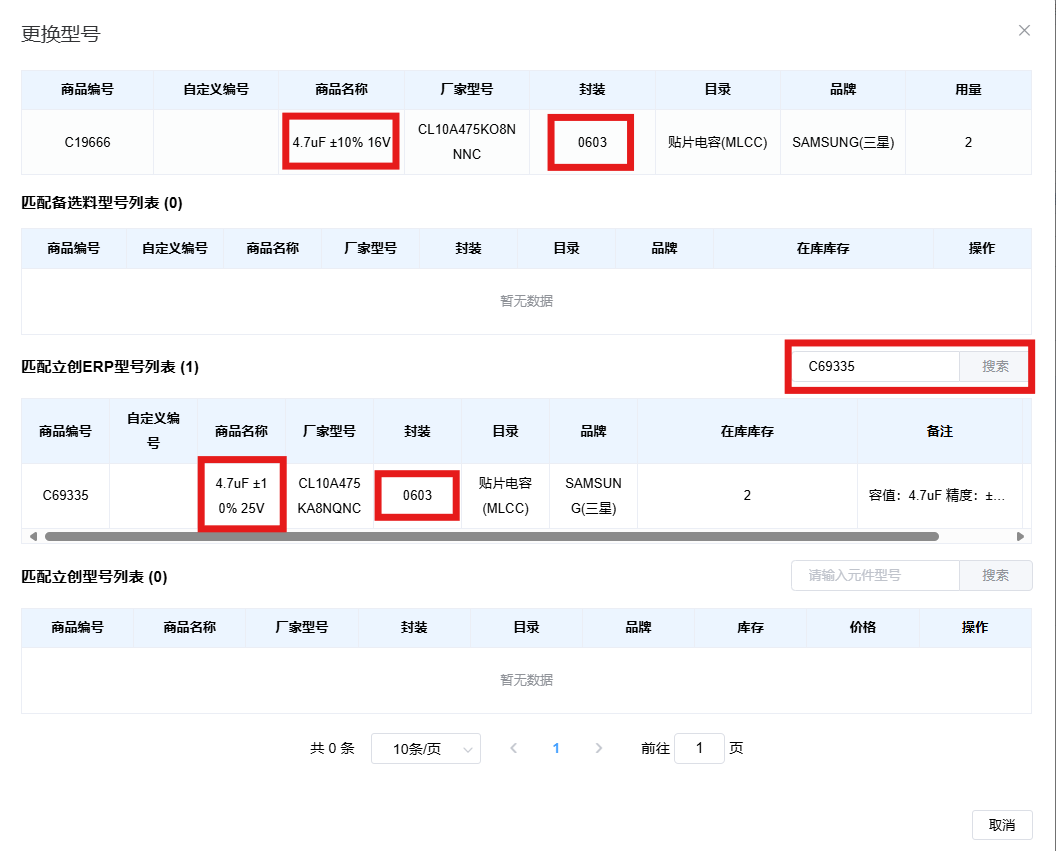 更换型号
商品编号 自定义编号 商品名称 厂家型号 封装 目录 品牌 用量
C19666 4.7uF ±10% 16V CL10A475KO8N 0603 贴片电容(MLCC) SAMSUNG(三星) 2
NNC
匹配备选料型号列表 (0)
商品编号 自定义编号 商品名称 厂家型号 封装 目录 品牌 在库库存 操作
暂无数据
匹配立创ERP型号列表 (1) C69335 搜索
商品编号 自定义编 商品名称 厂家型号 封装 目录 品牌 在库库存 备注
号
C69335 4.7uF ±1 CL10A475 0603 贴片电容 SAMSUN 2 容值：4.7uF 精度：±...
0% 25V KA8NQNC (MLCC) G(三星)
匹配立创型号列表 (0) 请输入元件型号 搜索
商品编号 商品名称 厂家型号 封装 目录 品牌 库存 价格 操作
暂无数据
共 0 条 10条/页 1 前往 1 页
取消